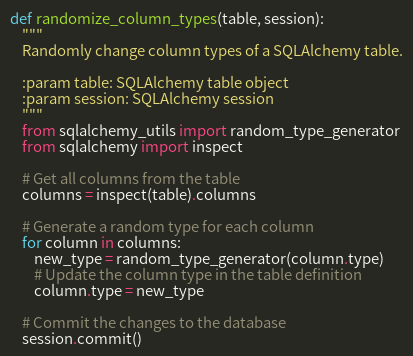 def randomize_column_types(table, session):
"""
Randomly change column types of a SQLAlchemy table.
:param table: SQLAlchemy table object
:param session: SQLAlchemy session
"""
from sqlalchemy_utils import random_type_generator
from sqlalchemy import inspect
# Get all columns from the table
columns = inspect(table).columns
# Generate a random type for each column
for column in columns:
new_type = random_type_generator(column.type)
# Update the column type in the table definition
column.type = new_type
# Commit the changes to the database
session.commit()